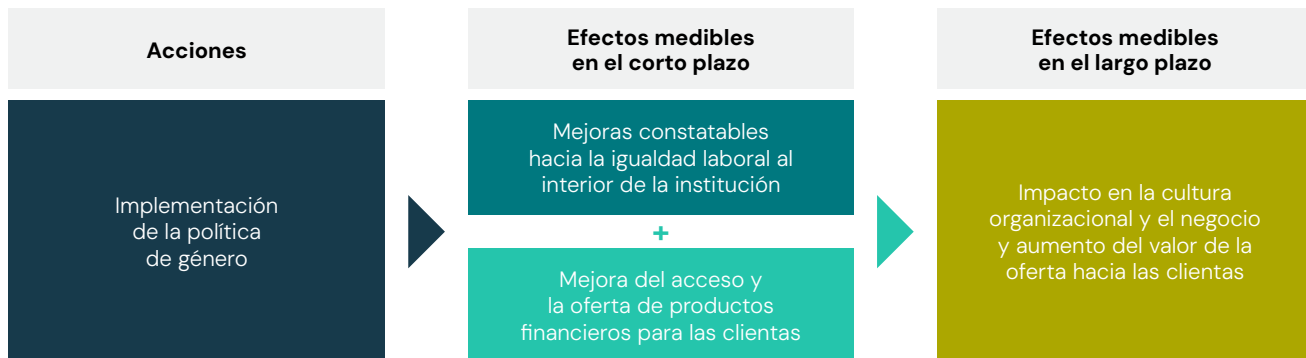 Acciones
Efectos medibles
en el corto plazo
Efectos medibles
en el largo plazo
Implementación
de la política
de género
Mejoras constatables
hacia la igualdad laboral al
interior de la institución
+
Mejora del acceso y
la oferta de productos
financieros para las clientas
Impacto en la cultura
organizacional y el negocio
y aumento del valor de la
oferta hacia las clientas